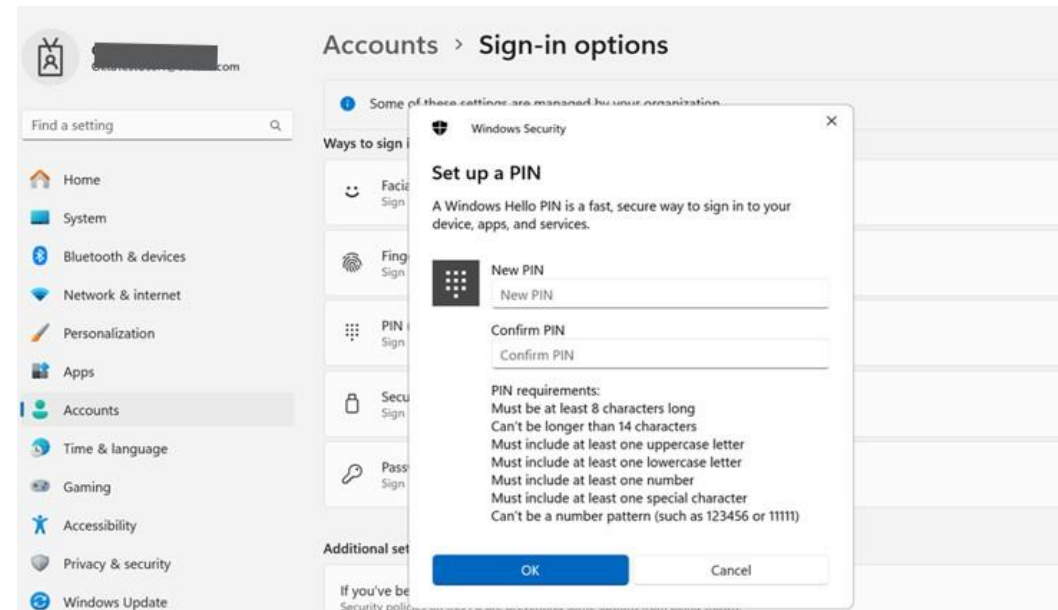 com
Accounts > Sign-in options
Find a setting
Home
System
Bluetooth & devices
Network & internet
Personalization
Apps
Accounts
Time & language
Gaming
Accessibility
Privacy & security
Windows Update
Some of these settings are managed by your organization
Ways to sign i
Facia
Sign
Fing
Sign
PIN
Sign
Secu
Sign
Pass
Sign
Additional set
If you've be
Security polic
Windows Security
Set up a PIN
A Windows Hello PIN is a fast, secure way to sign in to your
device, apps, and services.
New PIN
New PIN
Confirm PIN
Confirm PIN
PIN requirements:
Must be at least 8 characters long
Can't be longer than 14 characters
Must include at least one uppercase letter
Must include at least one lowercase letter
Must include at least one number
Must include at least one special character
Can't be a number pattern (such as 123456 or 11111)
OK
Cancel